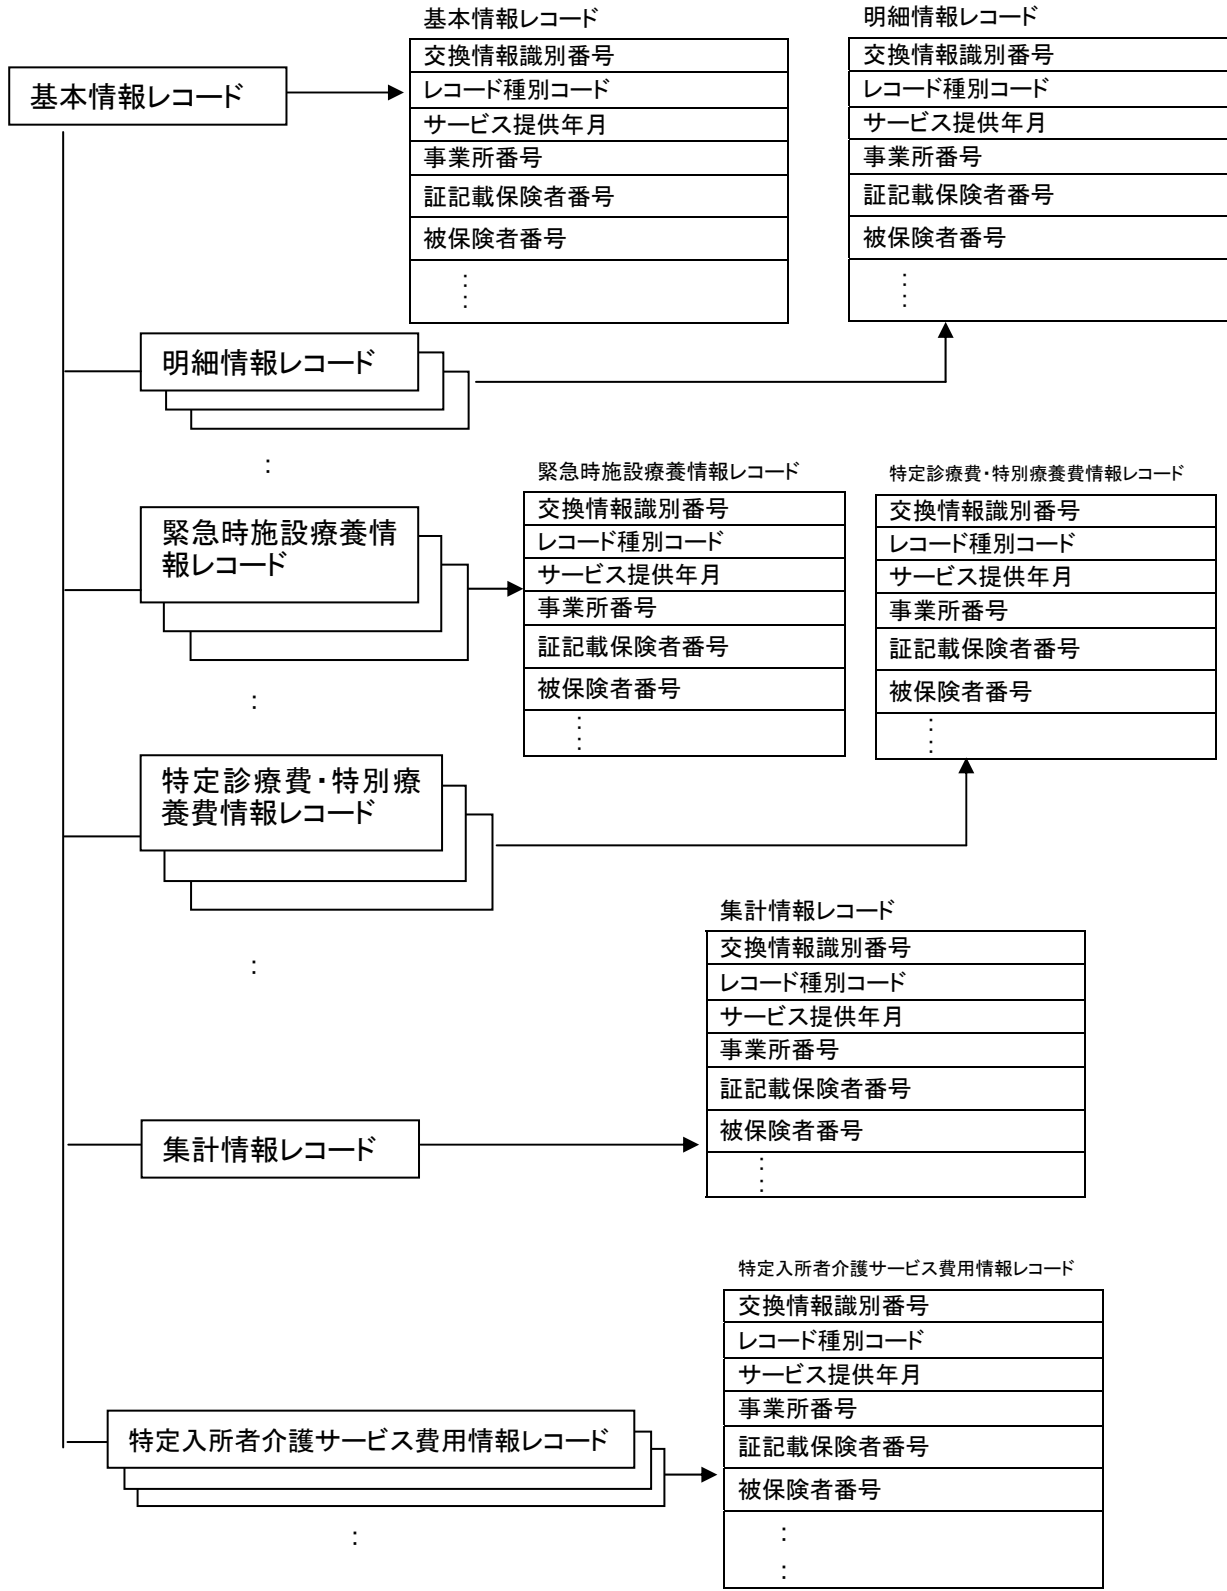 基本情報レコード
基本情報レコード
交換情報識別番号
レコード種別コード
サービス提供年月
事業所番号
証記載保険者番号
被保険者番号
:
:
明細情報レコード
交換情報識別番号
レコード種別コード
サービス提供年月
事業所番号
証記載保険者番号
被保険者番号
:
:
明細情報レコード
:
緊急時施設療養情
報レコード
:
緊急時施設療養情報レコード
交換情報識別番号
レコード種別コード
サービス提供年月
事業所番号
証記載保険者番号
被保険者番号
:
:
特定診療費・特別療養費情報レコード
交換情報識別番号
レコード種別コード
サービス提供年月
事業所番号
証記載保険者番号
被保険者番号
:
:
特定診療費・特別療
養費情報レコード
:
集計情報レコード
交換情報識別番号
レコード種別コード
サービス提供年月
事業所番号
証記載保険者番号
被保険者番号
:
:
集計情報レコード
特定入所者介護サービス費用情報レコード
交換情報識別番号
レコード種別コード
サービス提供年月
事業所番号
証記載保険者番号
被保険者番号
:
:
特定入所者介護サービス費用情報レコード
: